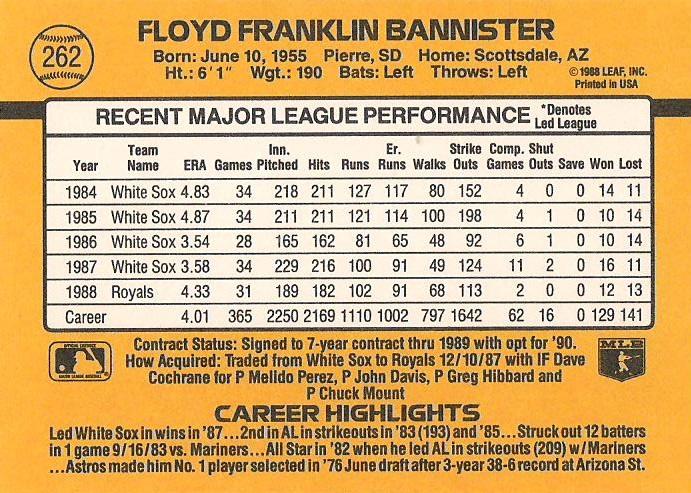 262
FLOYD FRANKLIN BANNISTER
Born: June 10, 1955 Pierre, SD Home: Scottsdale, AZ
Ht.: 6'1" Wgt.: 190 Bats: Left Throws: Left
©1988 LEAF, INC.
Printed in USA
RECENT MAJOR LEAGUE PERFORMANCE *Denotes Led League
Year Team Name ERA Games Inn. Pitched Hits Runs Er. Runs Walks Strike Outs Comp. Games Shut Outs Save Won Lost
1984 White Sox 4.83 34 218 211 127 117 80 152 4 0 0 14 11
1985 White Sox 4.87 34 211 211 121 114 100 198 4 1 0 10 14
1986 White Sox 3.54 28 165 162 81 65 48 92 6 1 0 10 14
1987 White Sox 3.58 34 229 216 100 91 49 124 11 2 0 16 11
1988 Royals 4.33 31 189 182 102 91 68 113 2 0 0 12 13
Career 4.01 365 2250 2169 1110 1002 797 1642 62 16 0 129 141
Contract Status: Signed to 7-year contract thru 1989 with opt for '90.
How Acquired: Traded from White Sox to Royals 12/10/87 with IF Dave
Cochrane for P Melido Perez, P John Davis, P Greg Hibbard and
P Chuck Mount
MLB
CAREER HIGHLIGHTS
Led White Sox in wins in '87...2nd in AL in strikeouts in '83 (193) and '85...Struck out 12 batters
in 1 game 9/16/83 vs. Mariners...All Star in '82 when he led AL in strikeouts (209) w/Mariners
...Astros made him No. 1 player selected in '76 June draft after 3-year 38-6 record at Arizona St.